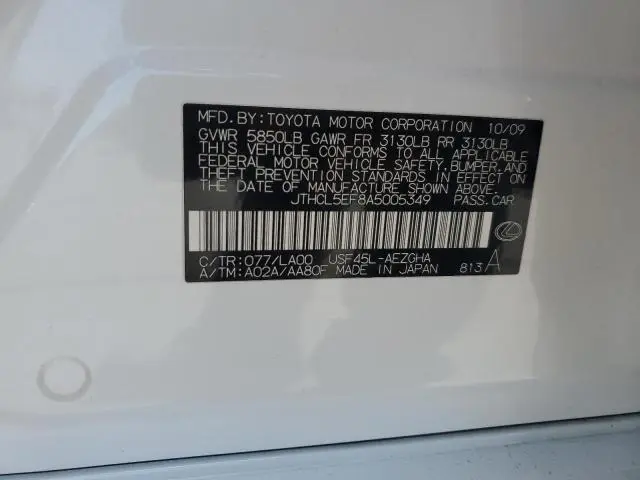 MFD.BY:TOYOTA MOTOR CORPORATION 10/09
GVWR 5850LB GAWR FR 3130LB RR 3130LB
THIS VEHICLE CONFORMS TO ALL APPLICABLE
FEDERAL MOTOR VEHICLE SAFETY,BUMPER,AND
THEFT PREVENTION STANDARDS IN EFFECT ON
THE DATE OF MANUFACTURE SHOWN ABOVE.
JTHCL5EF8A5005349 PASS.CAR
C/TR:077/LA00 USF45L-AEZGHA
A/TM:A02A/AA80F MADE IN JAPAN 813 A